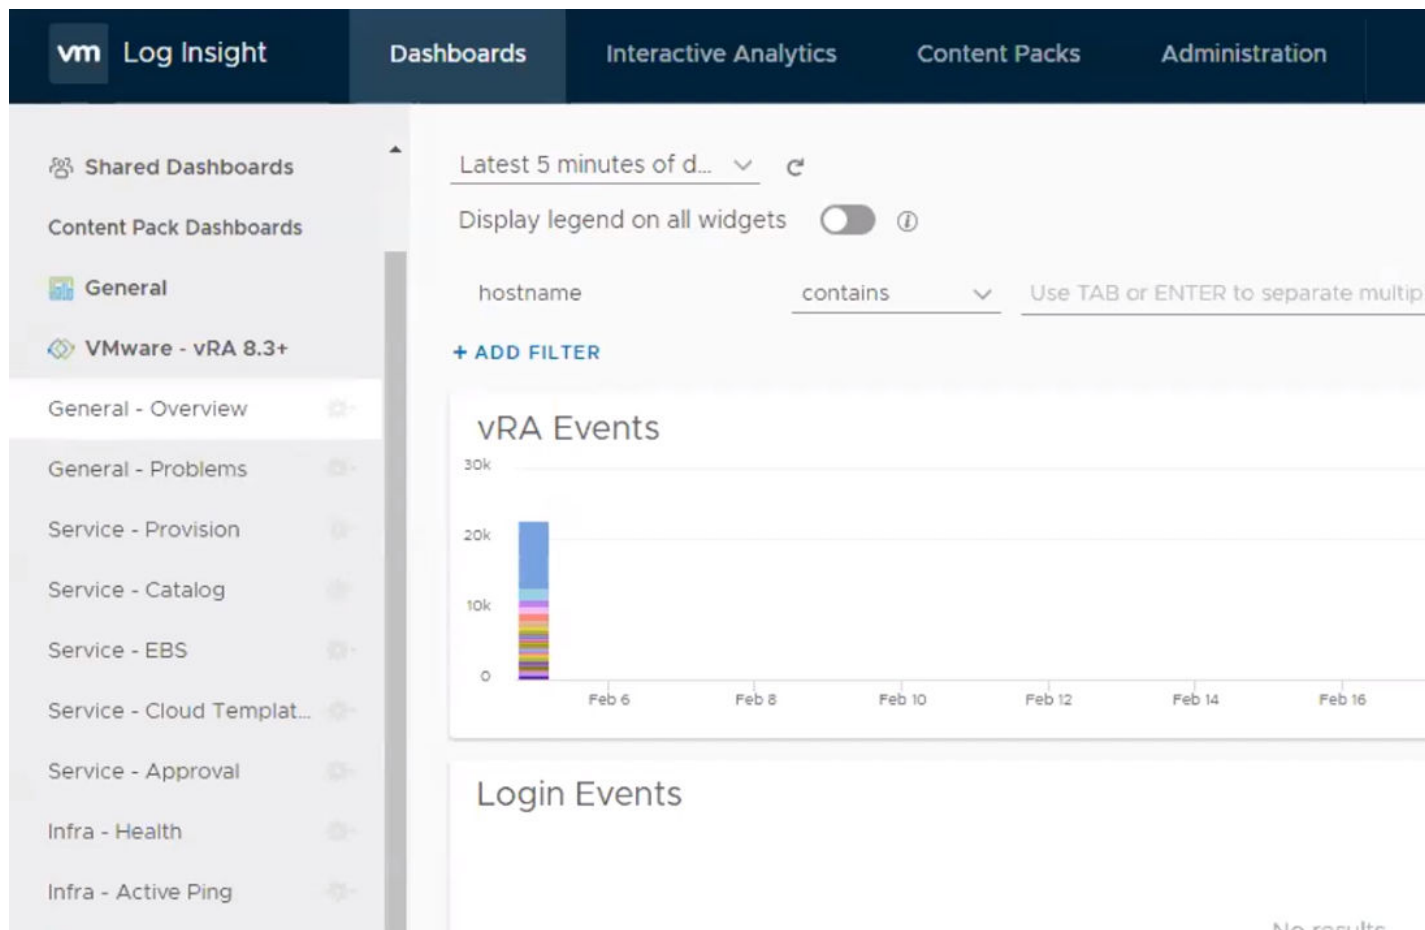 vm Log Insight
Dashboards
Interactive Analytics
Content Packs
Administration
Shared Dashboards
Content Pack Dashboards
General
VMware - vRA 8.3+
General - Overview
General - Problems
Service - Provision
Service - Catalog
Service - EBS
Service - Cloud Templat...
Service - Approval
Infra - Health
Infra - Active Ping
Latest 5 minutes of d...
Display legend on all widgets
hostname
contains
Use TAB or ENTER to separate multip
+ ADD FILTER
vRA Events
30k
20k
10k
0
Feb 6
Feb 8
Feb 10
Feb 12
Feb 14
Feb 16
Login Events
No results